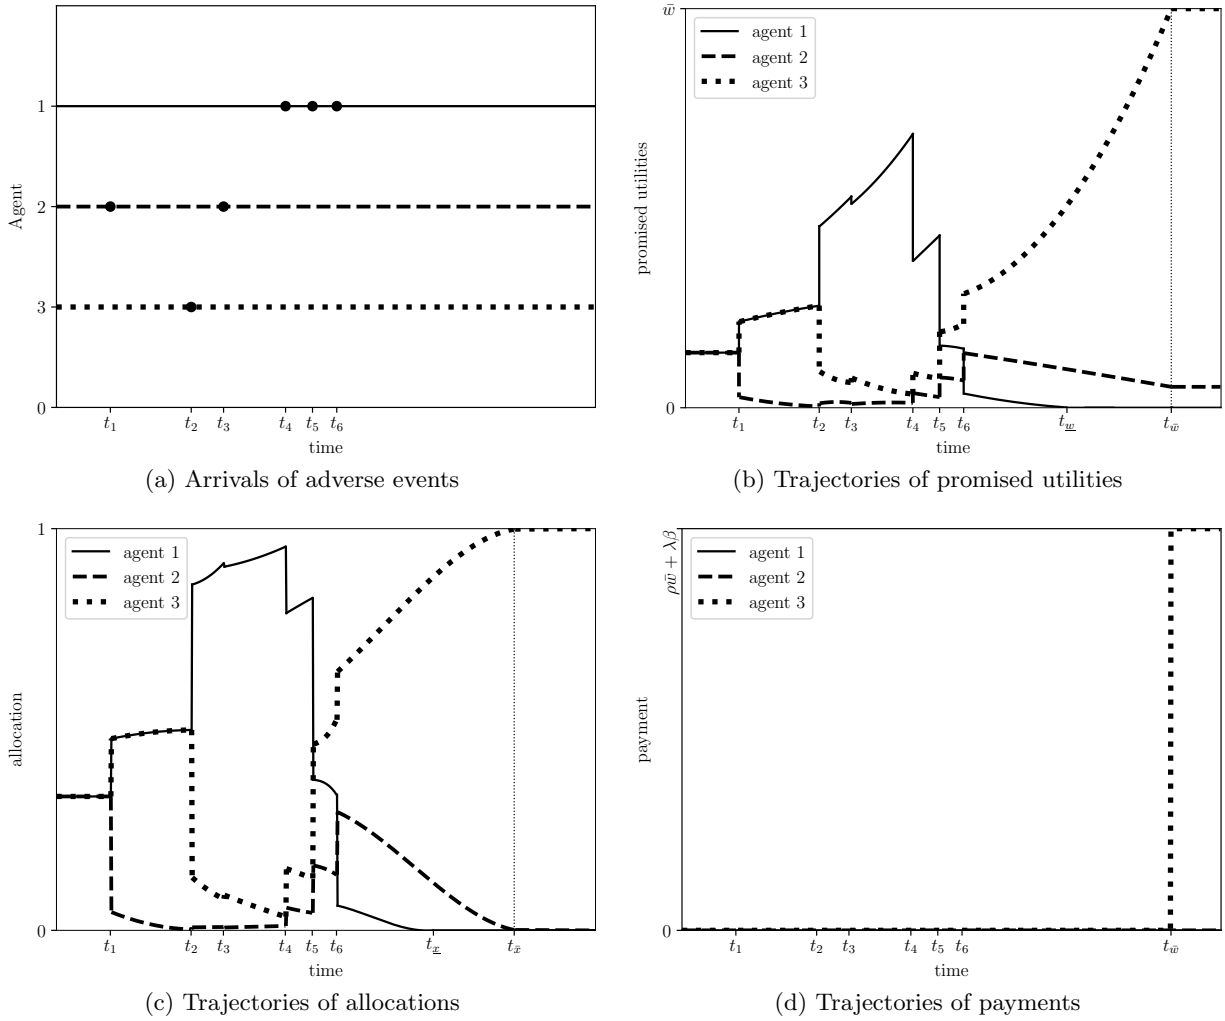 1
2
3
0
Agent
t₁ t₂ t₃ t₄ t₅ t₆
time
(a) Arrivals of adverse events
w̄
0
promised utilities
agent 1
agent 2
agent 3
t₁ t₂ t₃ t₄ t₅ t₆ t_w̲ t_w̄
time
(b) Trajectories of promised utilities
1
0
allocation
agent 1
agent 2
agent 3
t₁ t₂ t₃ t₄ t₅ t₆ t_x̲ t_x̄
time
(c) Trajectories of allocations
ρw̄ + λβ
0
payment
agent 1
agent 2
agent 3
t₁ t₂ t₃ t₄ t₅ t₆ t_w̄
time
(d) Trajectories of payments